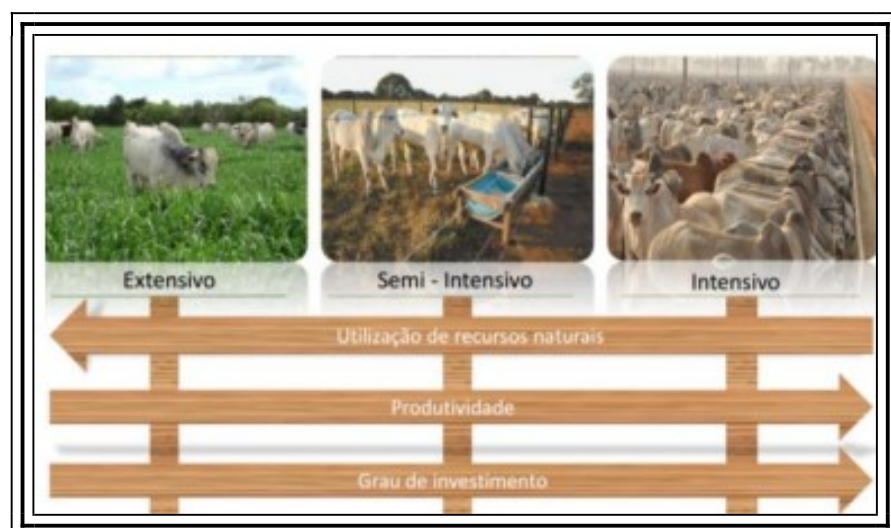 Extensivo
Semi - Intensivo
Intensivo
Utilização de recursos naturais
Produtividade
Grau de investimento